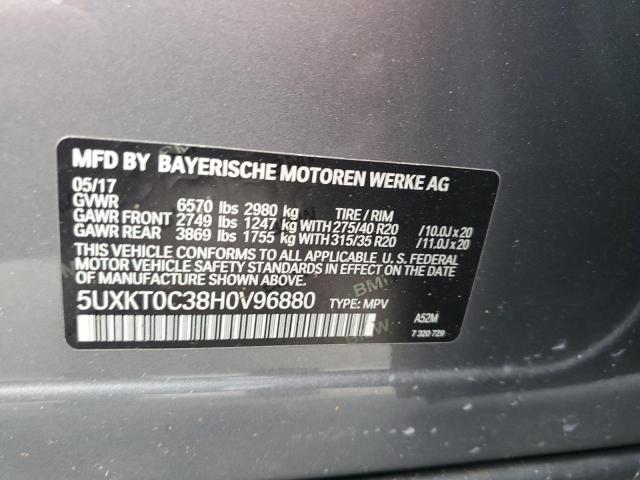 MFD BY BAYERISCHE MOTOREN WERKE AG
05/17
GVWR 6570 lbs 2980 kg TIRE / RIM
GAWR FRONT 2749 lbs 1247 kg WITH 275/40 R20 /10.0J x 20
GAWR REAR 3869 lbs 1755 kg WITH 315/35 R20 /11.0J x 20
THIS VEHICLE CONFORMS TO ALL APPLICABLE U. S. FEDERAL
MOTOR VEHICLE SAFETY STANDARDS IN EFFECT ON THE
DATE OF MANUFACTURE SHOWN ABOVE.
5UXKT0C38H0V96880 TYPE: MPV
A52M
7 320 729